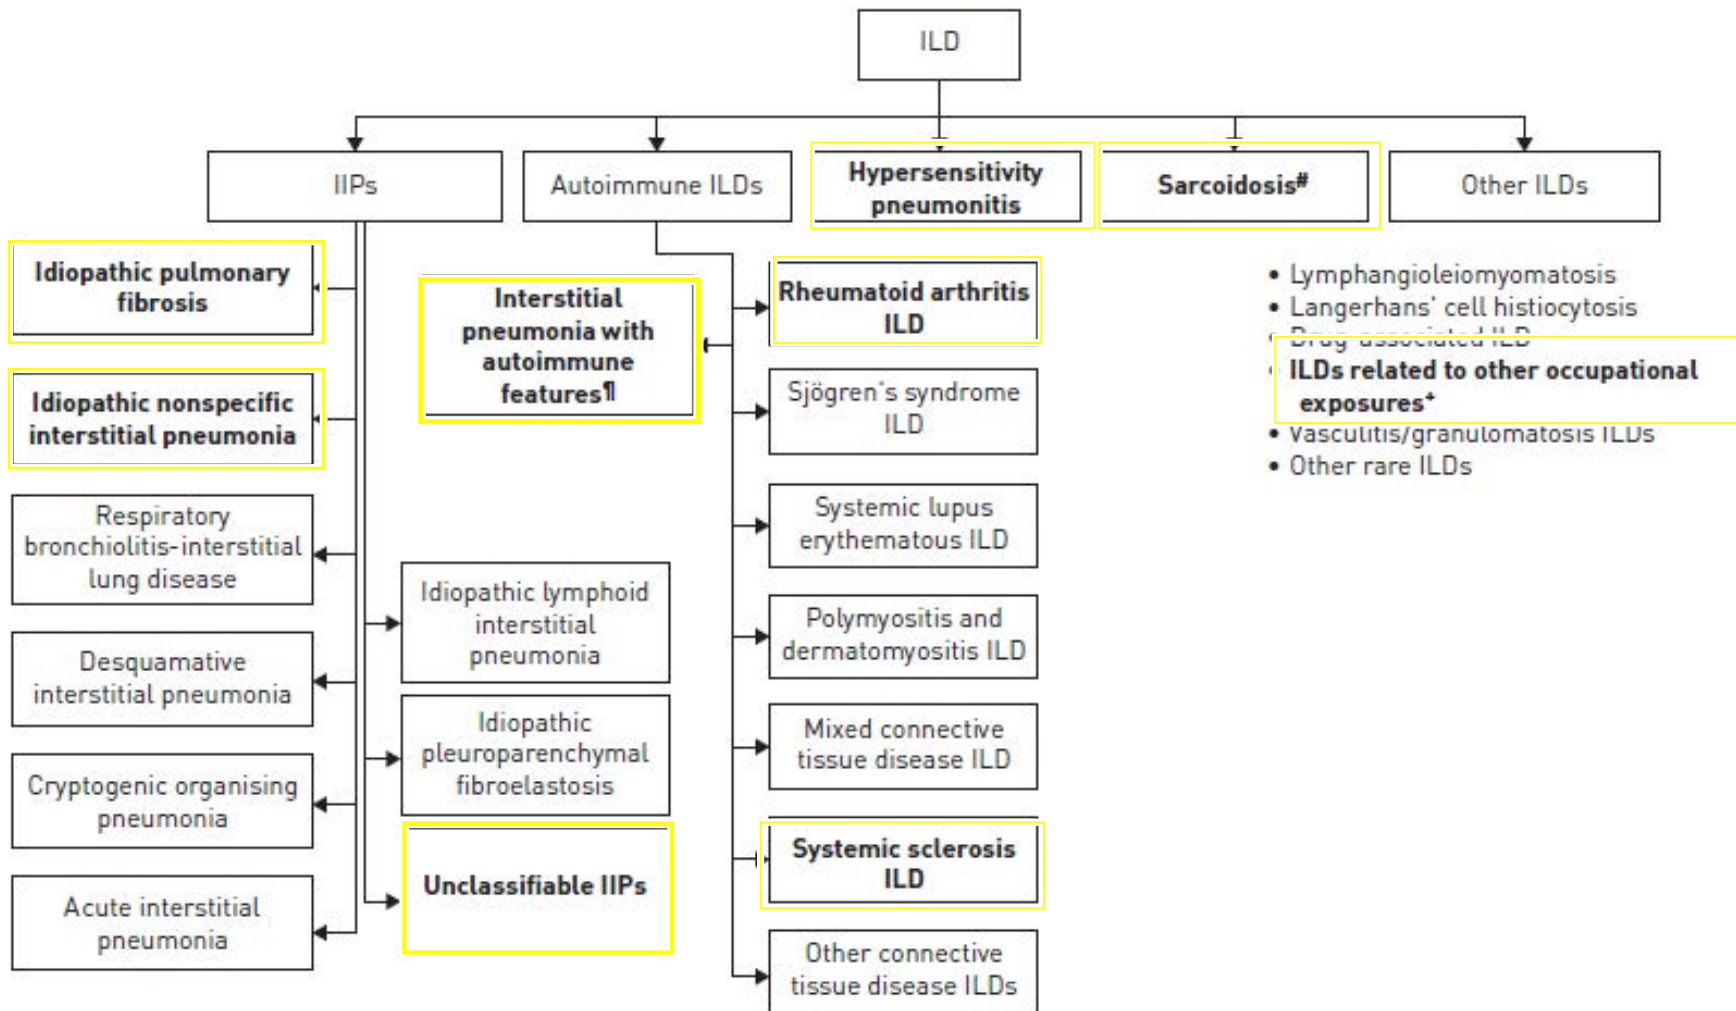 ILD
IIPs
Autoimmune ILDs
Hypersensitivity
pneumonitis
Sarcoidosis#
Other ILDs
Idiopathic pulmonary
fibrosis
Idiopathic nonspecific
interstitial pneumonia
Respiratory
bronchiolitis-interstitial
lung disease
Desquamative
interstitial pneumonia
Cryptogenic organising
pneumonia
Acute interstitial
pneumonia
Idiopathic lymphoid
interstitial
pneumonia
Idiopathic
pleuroparenchymal
fibroelastosis
Unclassifiable IIPs
Interstitial
pneumonia with
autoimmune
features¶
Rheumatoid arthritis
ILD
Sjögren's syndrome
ILD
Systemic lupus
erythematous ILD
Polymyositis and
dermatomyositis ILD
Mixed connective
tissue disease ILD
Systemic sclerosis
ILD
Other connective
tissue disease ILDs
• Lymphangioleiomyomatosis
• Langerhans' cell histiocytosis
• Drug-associated ILD
• ILDs related to other occupational
exposures+
• Vasculitis/granulomatosis ILDs
• Other rare ILDs